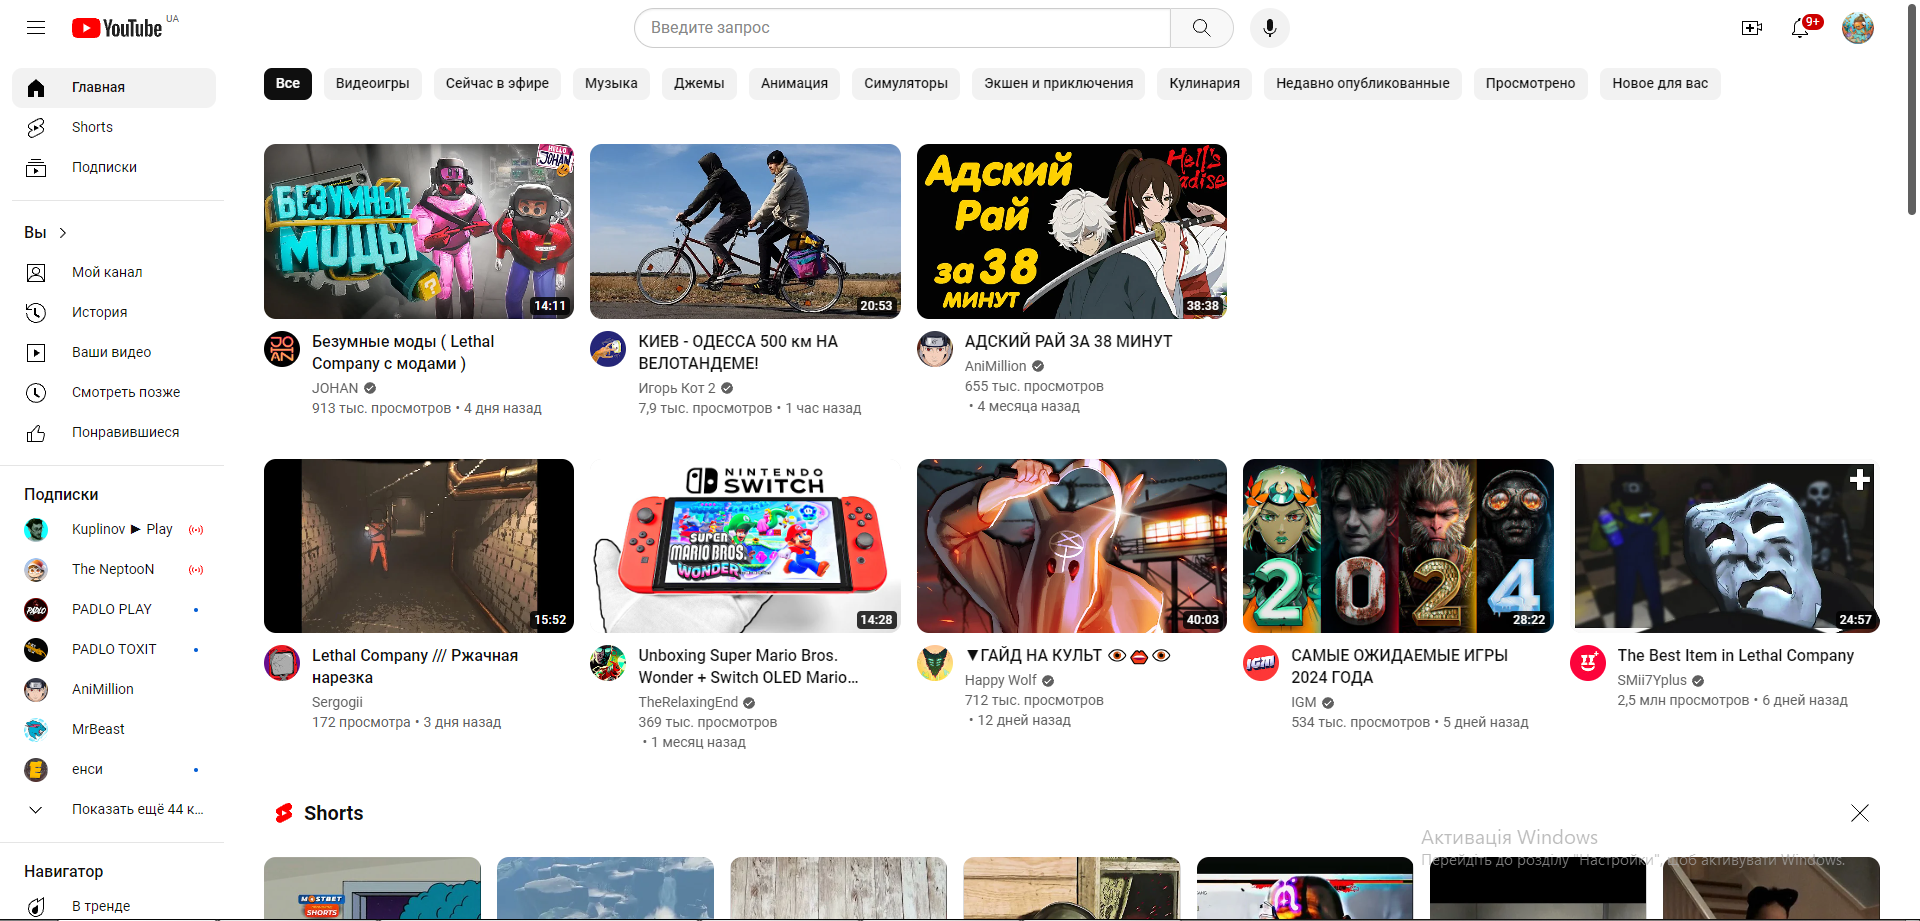 YouTube UA
Введите запрос
9+
Главная
Shorts
Подписки
Вы
Мой канал
История
Ваши видео
Смотреть позже
Понравившиеся
Подписки
Kuplinov ► Play
The NeptooN
PADLO PLAY
PADLO TOXIT
AniMillion
MrBeast
енси
Показать ещё 44 к...
Навигатор
В тренде
Все
Видеоигры
Сейчас в эфире
Музыка
Джемы
Анимация
Симуляторы
Экшен и приключения
Кулинария
Недавно опубликованные
Просмотрено
Новое для вас
HELLO
JOHAN
БЕЗУМНЫЕ
МОДЫ
14:11
Безумные моды ( Lethal
Company с модами )
JOHAN
913 тыс. просмотров • 4 дня назад
20:53
КИЕВ - ОДЕССА 500 км НА
ВЕЛОТАНДЕМЕ!
Игорь Кот 2
7,9 тыс. просмотров • 1 час назад
Адский
Рай
за 38
МИНУТ
Hell's
Paradise
38:38
АДСКИЙ РАЙ ЗА 38 МИНУТ
AniMillion
655 тыс. просмотров
• 4 месяца назад
15:52
Lethal Company /// Ржачная
нарезка
Sergogii
172 просмотра • 3 дня назад
NINTENDO
SWITCH
SUPER
MARIO BROS.
WONDER
14:28
Unboxing Super Mario Bros.
Wonder + Switch OLED Mario...
TheRelaxingEnd
369 тыс. просмотров
• 1 месяц назад
40:03
▼ГАЙД НА КУЛЬТ 👁👄👁
Happy Wolf
712 тыс. просмотров
• 12 дней назад
2024
28:22
IGM
САМЫЕ ОЖИДАЕМЫЕ ИГРЫ
2024 ГОДА
IGM
534 тыс. просмотров • 5 дней назад
24:57
The Best Item in Lethal Company
SMii7Yplus
2,5 млн просмотров • 6 дней назад
Shorts
Активація Windows
Перейдіть до розділу "Настройки", щоб активувати Windows.
MOSTBET
SHORTS